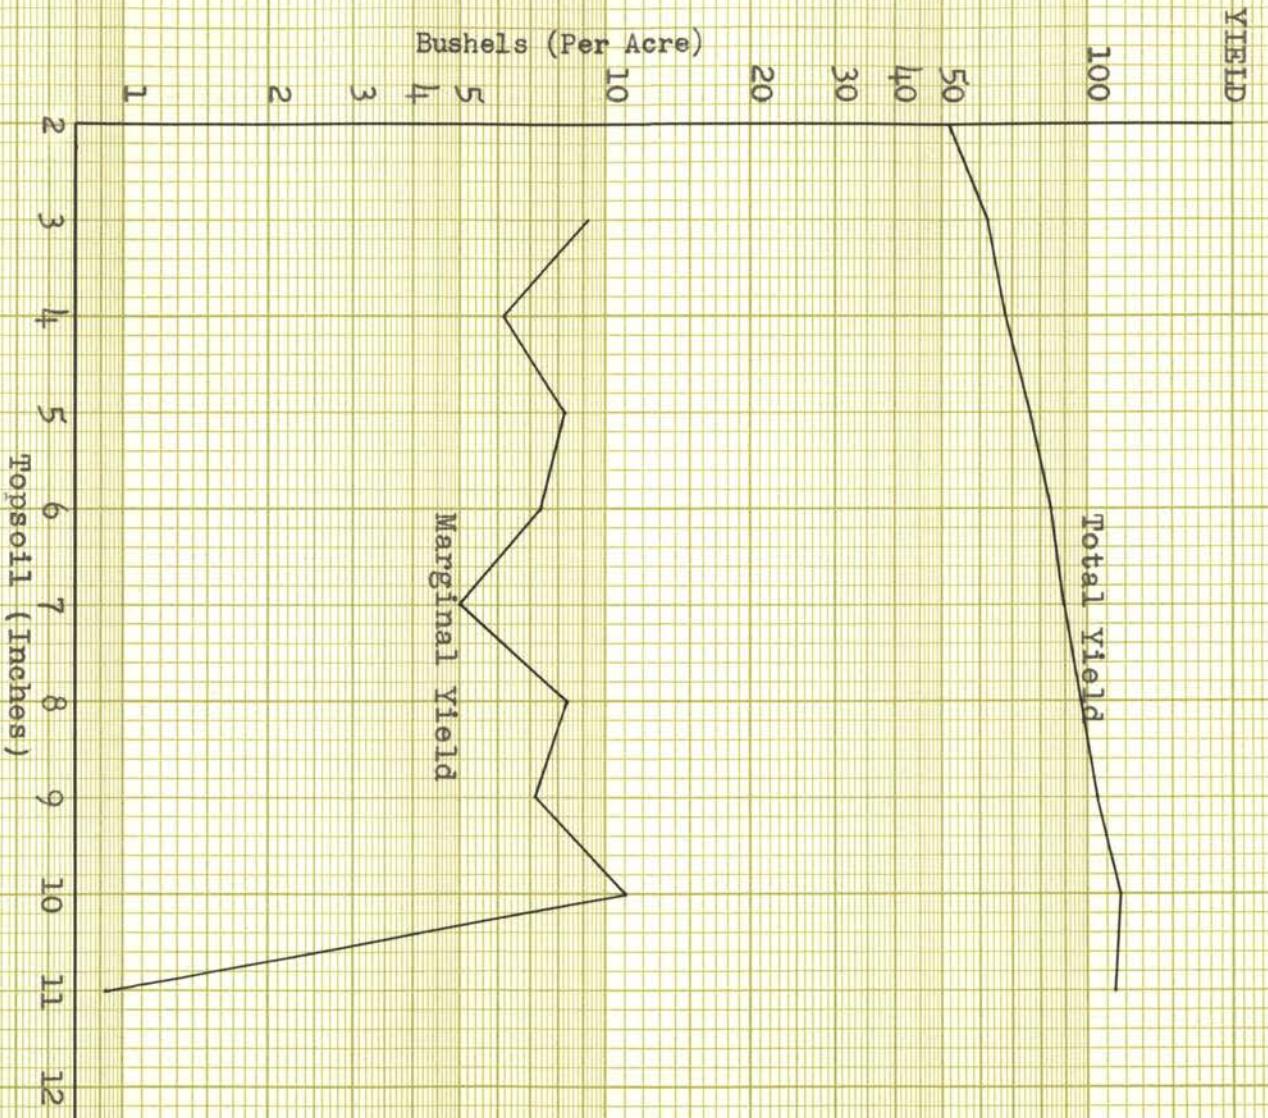 YIELD
Bushels (Per Acre)
100
50
40
30
20
10
5
4
3
2
1
Total Yield
Marginal Yield
2 3 4 5 6 7 8 9 10 11 12
Topsoil (Inches)